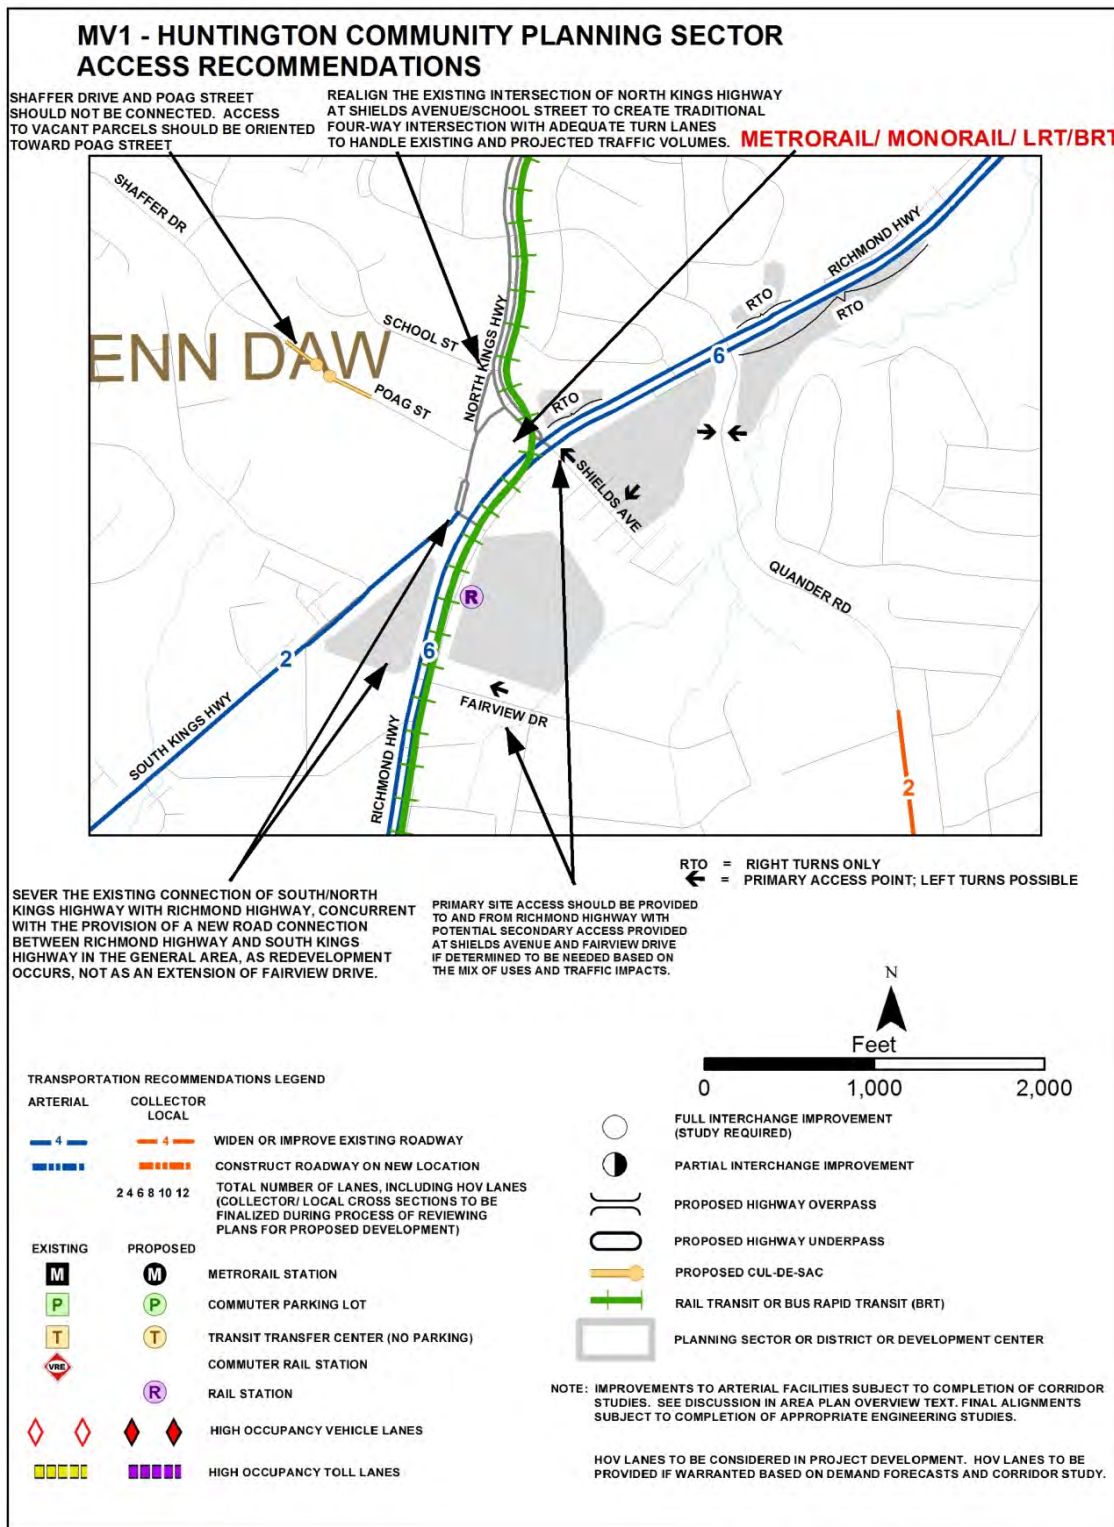 MV1 - HUNTINGTON COMMUNITY PLANNING SECTOR
ACCESS RECOMMENDATIONS
SHAFFER DRIVE AND POAG STREET
SHOULD NOT BE CONNECTED. ACCESS
TO VACANT PARCELS SHOULD BE ORIENTED
TOWARD POAG STREET
REALIGN THE EXISTING INTERSECTION OF NORTH KINGS HIGHWAY
AT SHIELDS AVENUE/SCHOOL STREET TO CREATE TRADITIONAL
FOUR-WAY INTERSECTION WITH ADEQUATE TURN LANES
TO HANDLE EXISTING AND PROJECTED TRAFFIC VOLUMES.
METRORAIL/ MONORAIL/ LRT/BRT
SHAFFER DR
RICHMOND HWY
RTO
RTO
SCHOOL ST
NORTH KINGS HWY
ENN DAW
6
POAG ST
RTO
SHIELDS AVE
QUANDER RD
R
2
6
SOUTH KINGS HWY
FAIRVIEW DR
RICHMOND HWY
2
RTO = RIGHT TURNS ONLY
= PRIMARY ACCESS POINT; LEFT TURNS POSSIBLE
SEVER THE EXISTING CONNECTION OF SOUTH/NORTH
KINGS HIGHWAY WITH RICHMOND HIGHWAY, CONCURRENT
WITH THE PROVISION OF A NEW ROAD CONNECTION
BETWEEN RICHMOND HIGHWAY AND SOUTH KINGS
HIGHWAY IN THE GENERAL AREA, AS REDEVELOPMENT
OCCURS, NOT AS AN EXTENSION OF FAIRVIEW DRIVE.
PRIMARY SITE ACCESS SHOULD BE PROVIDED
TO AND FROM RICHMOND HIGHWAY WITH
POTENTIAL SECONDARY ACCESS PROVIDED
AT SHIELDS AVENUE AND FAIRVIEW DRIVE
IF DETERMINED TO BE NEEDED BASED ON
THE MIX OF USES AND TRAFFIC IMPACTS.
N
Feet
0 1,000 2,000
TRANSPORTATION RECOMMENDATIONS LEGEND
ARTERIAL COLLECTOR
LOCAL
4 4 WIDEN OR IMPROVE EXISTING ROADWAY
CONSTRUCT ROADWAY ON NEW LOCATION
2 4 6 8 10 12 TOTAL NUMBER OF LANES, INCLUDING HOV LANES
(COLLECTOR/ LOCAL CROSS SECTIONS TO BE
FINALIZED DURING PROCESS OF REVIEWING
PLANS FOR PROPOSED DEVELOPMENT)
EXISTING PROPOSED
M M METRORAIL STATION
P P COMMUTER PARKING LOT
T T TRANSIT TRANSFER CENTER (NO PARKING)
VRE COMMUTER RAIL STATION
R RAIL STATION
HIGH OCCUPANCY VEHICLE LANES
HIGH OCCUPANCY TOLL LANES
FULL INTERCHANGE IMPROVEMENT
(STUDY REQUIRED)
PARTIAL INTERCHANGE IMPROVEMENT
PROPOSED HIGHWAY OVERPASS
PROPOSED HIGHWAY UNDERPASS
PROPOSED CUL-DE-SAC
RAIL TRANSIT OR BUS RAPID TRANSIT (BRT)
PLANNING SECTOR OR DISTRICT OR DEVELOPMENT CENTER
NOTE: IMPROVEMENTS TO ARTERIAL FACILITIES SUBJECT TO COMPLETION OF CORRIDOR
STUDIES. SEE DISCUSSION IN AREA PLAN OVERVIEW TEXT. FINAL ALIGNMENTS
SUBJECT TO COMPLETION OF APPROPRIATE ENGINEERING STUDIES.
HOV LANES TO BE CONSIDERED IN PROJECT DEVELOPMENT. HOV LANES TO BE
PROVIDED IF WARRANTED BASED ON DEMAND FORECASTS AND CORRIDOR STUDY.